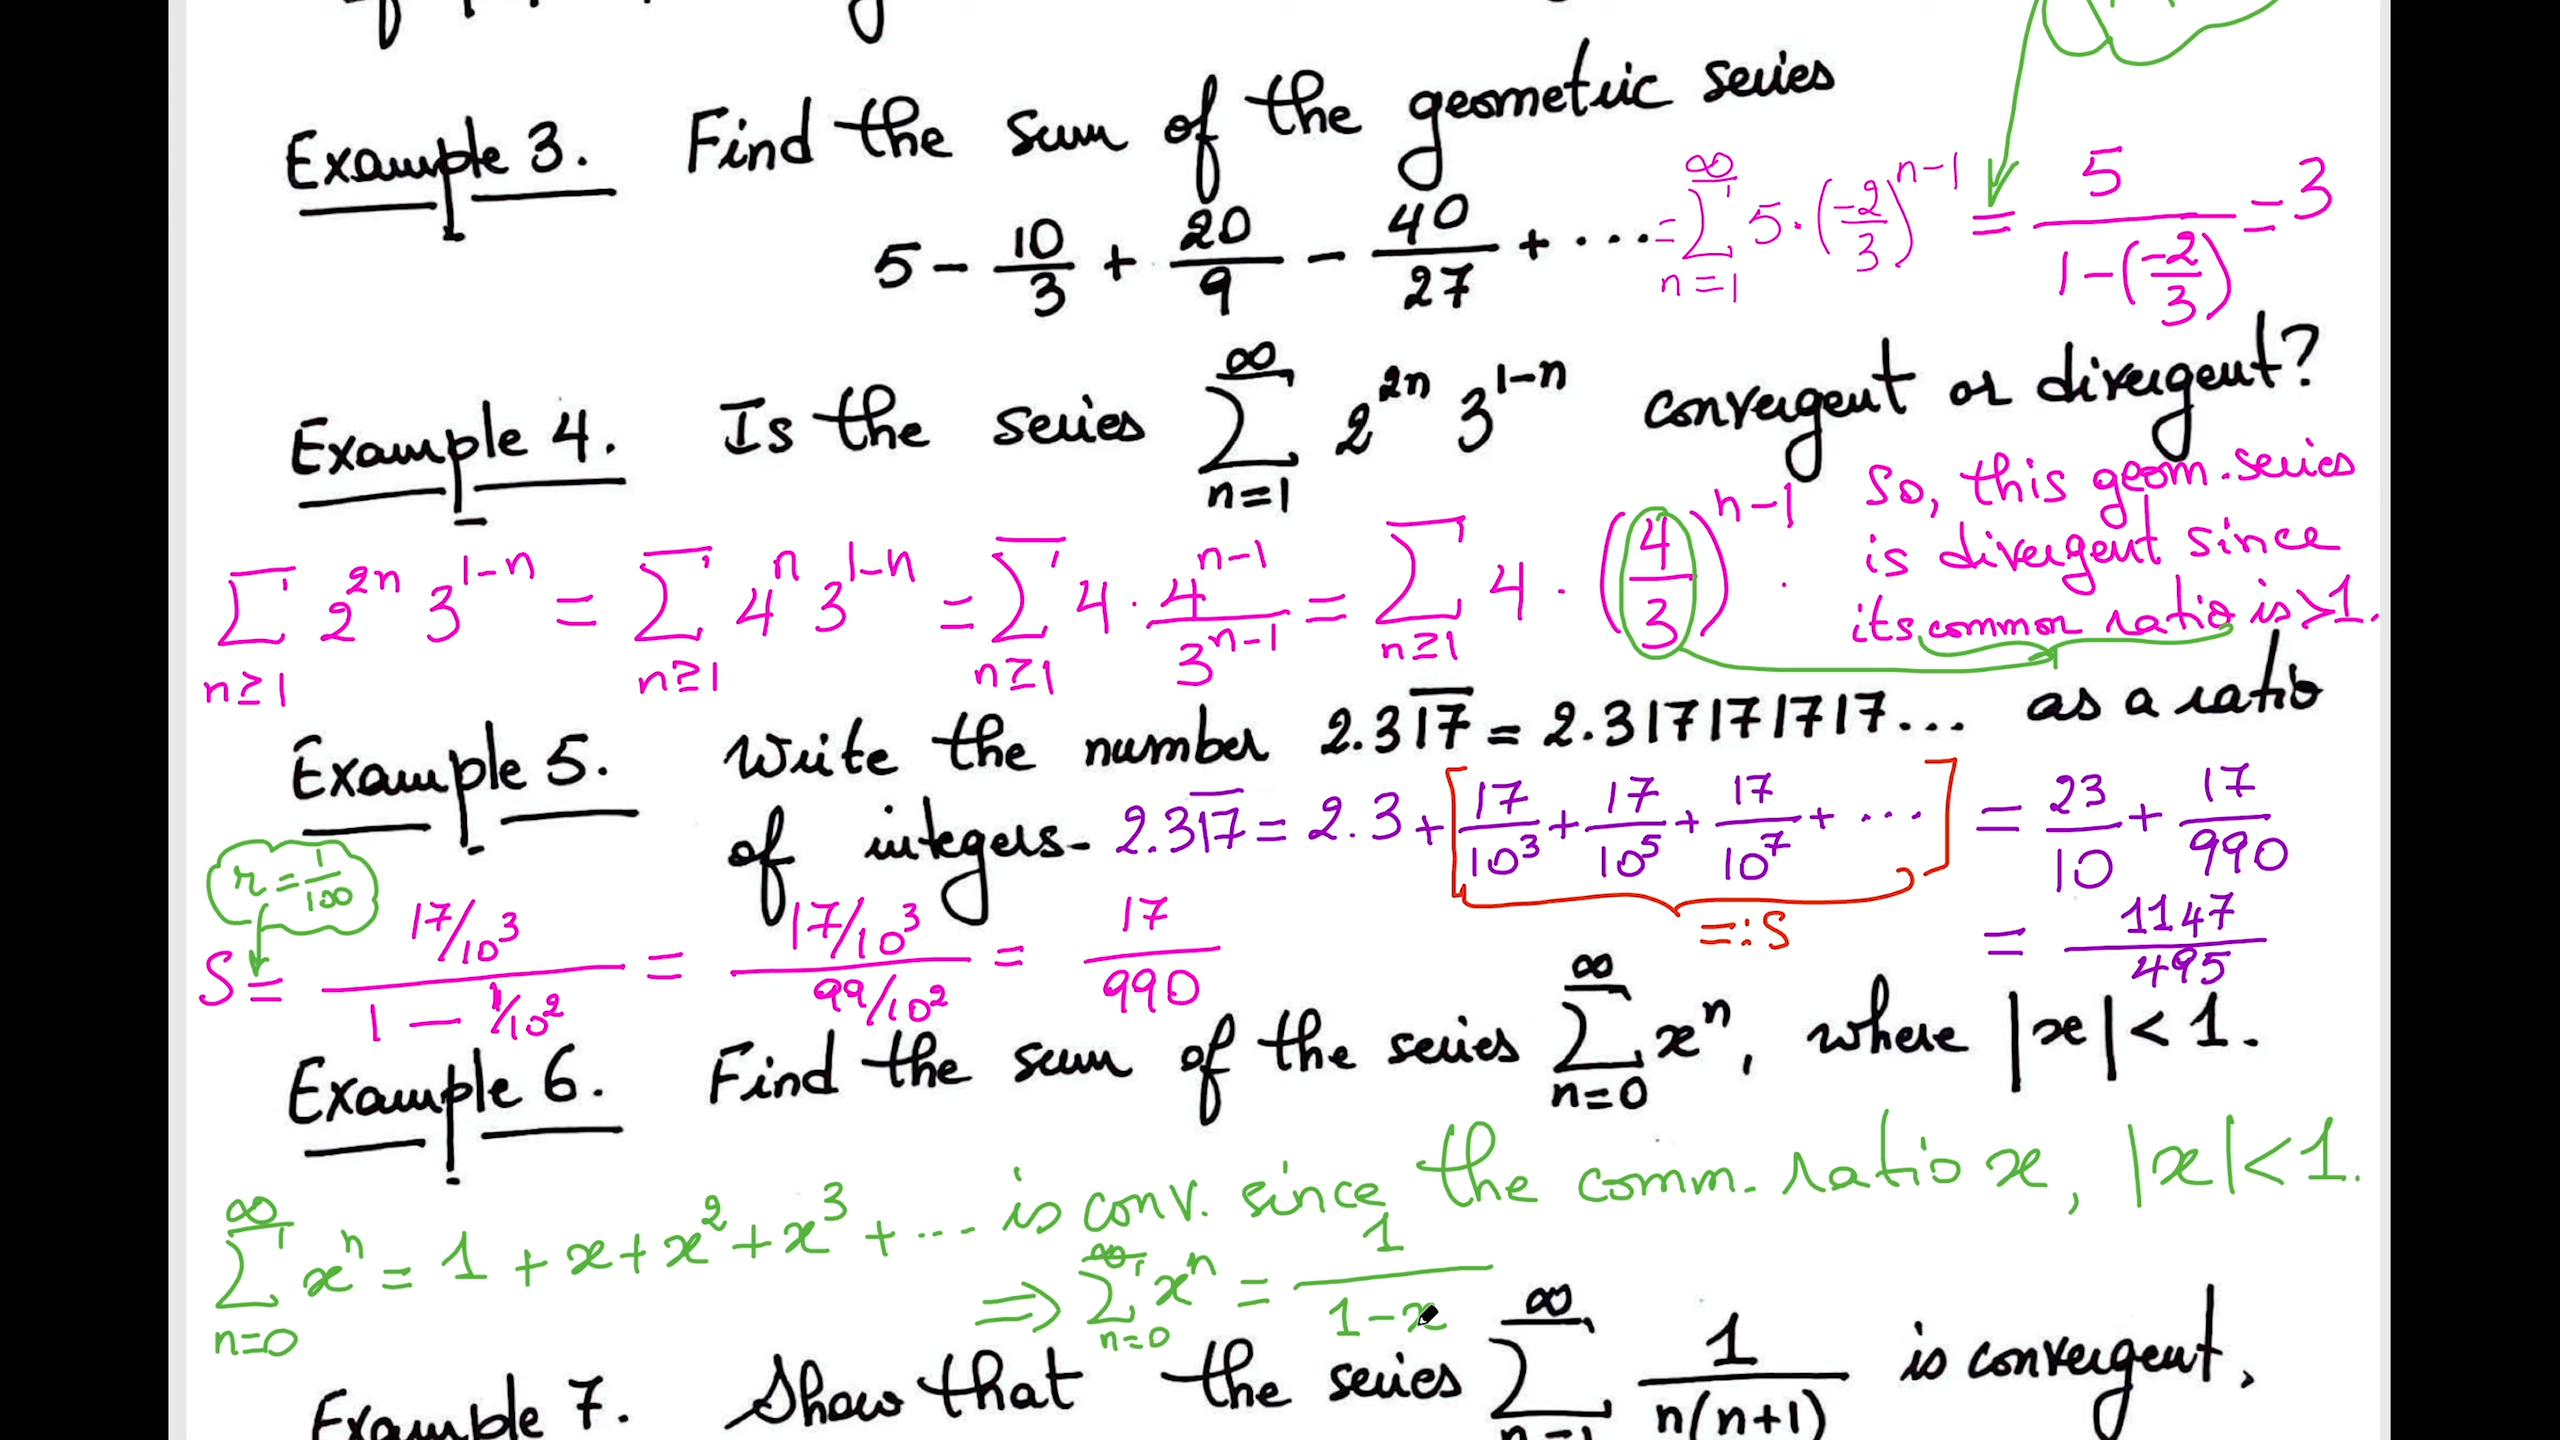 Example 3. Find the sum of the geometric series
5 - 10/3 + 20/9 - 40/27 + ··· = ∑_{n=1}^{∞} 5·(-2/3)^{n-1} = 5/(1-(-2/3)) = 3
Example 4. Is the series ∑_{n=1}^{∞} 2^{2n} 3^{1-n} convergent or divergent?
∑_{n≥1} 2^{2n} 3^{1-n} = ∑_{n≥1} 4^n 3^{1-n} = ∑_{n≥1} 4·4^{n-1}/3^{n-1} = ∑_{n≥1} 4·(4/3)^{n-1}.
So, this geom. series
is divergent since
its common ratio is >1.
Example 5. Write the number 2.3\overline{17} = 2.317171717... as a ratio
of integers. 2.3\overline{17} = 2.3 + [17/10^3 + 17/10^5 + 17/10^7 + ···] = 23/10 + 17/990
=: S
= 1147/495
r = 1/100
S = (17/10^3)/(1 - 1/10^2) = (17/10^3)/(99/10^2) = 17/990
Example 6. Find the sum of the series ∑_{n=0}^{∞} x^n, where |x| < 1.
∑_{n=0}^{∞} x^n = 1 + x + x^2 + x^3 + ··· is conv. since the comm. ratio x, |x| < 1.
⇒ ∑_{n=0}^{∞} x^n = 1/(1-x)
Example 7. Show that the series ∑_{n=1}^{∞} 1/(n(n+1)) is convergent,